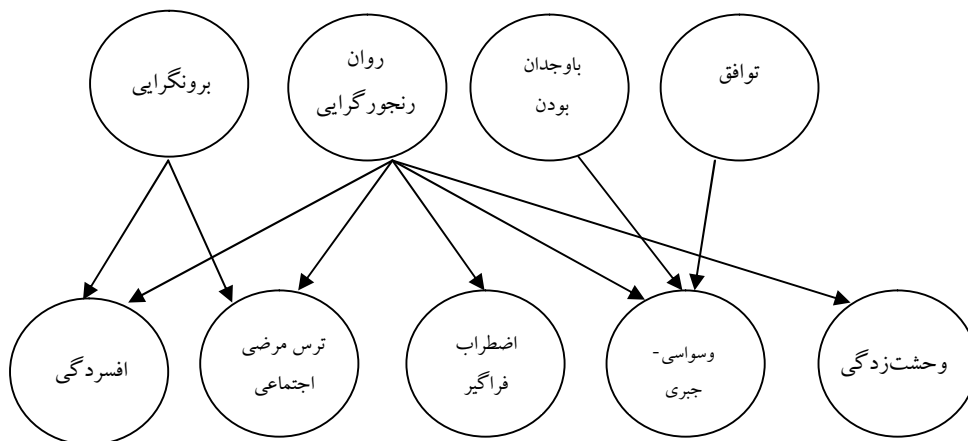 توافق
باوجدان
بودن
روان
رنجورگرایی
برونگرایی
وحشت‌زدگی
وسواسی-
جبری
اضطراب
فراگیر
ترس مرضی
اجتماعی
افسردگی